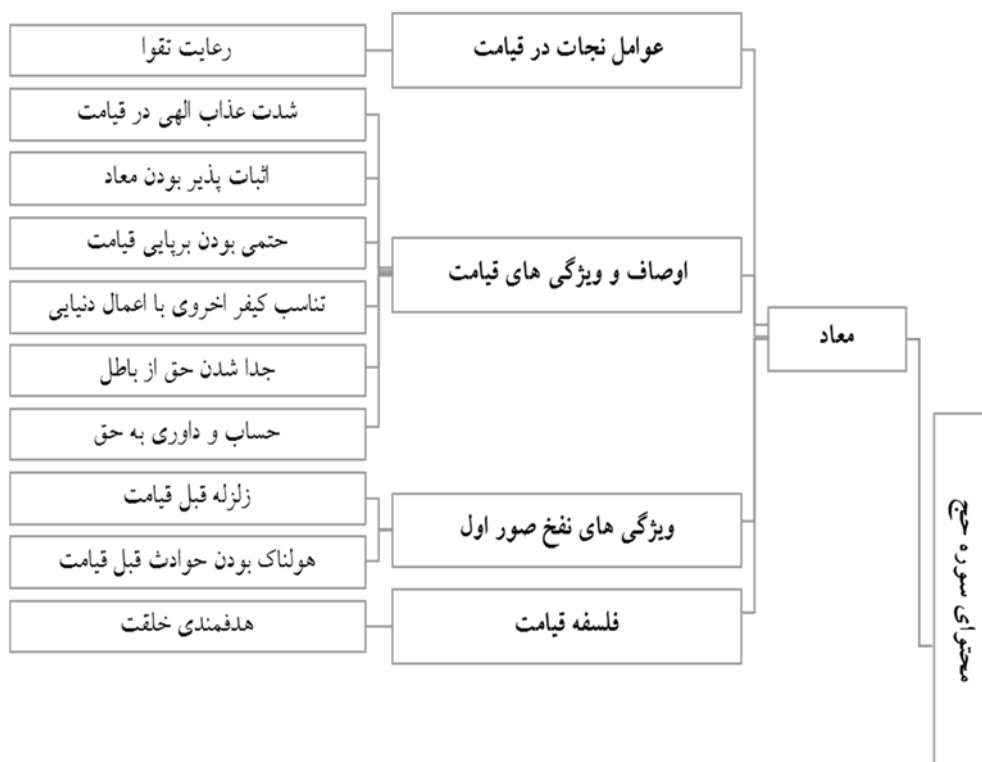 محتوای سوره حج
معاد
عوامل نجات در قیامت
رعایت تقوا
اوصاف و ویژگی های قیامت
شدت عذاب الهی در قیامت
اثبات پذیر بودن معاد
حتمی بودن برپایی قیامت
تناسب کیفر اخروی با اعمال دنیایی
جدا شدن حق از باطل
حساب و داوری به حق
ویژگی های نفخ صور اول
زلزله قبل قیامت
هولناک بودن حوادث قبل قیامت
فلسفه قیامت
هدفمندی خلقت